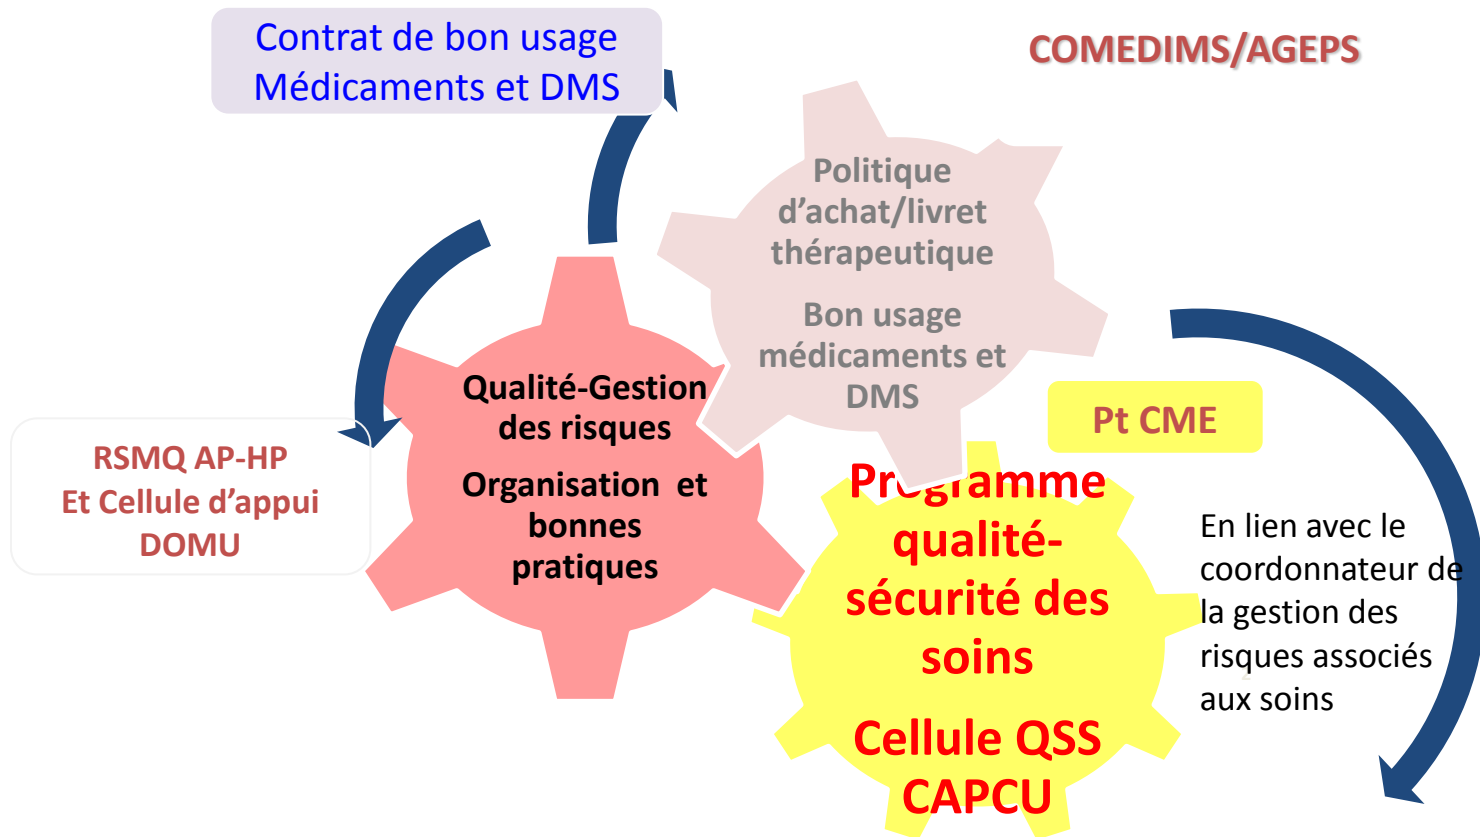 Contrat de bon usage
Médicaments et DMS
COMEDIMS/AGEPS
Politique
d’achat/livret
thérapeutique
Bon usage
médicaments et
DMS
Qualité-Gestion
des risques
Organisation et
bonnes
pratiques
RSMQ AP-HP
Et Cellule d’appui
DOMU
Pt CME
Programme
qualité-
sécurité des
soins
Cellule QSS
CAPCU
En lien avec le
coordonnateur de
la gestion des
risques associés
aux soins
2